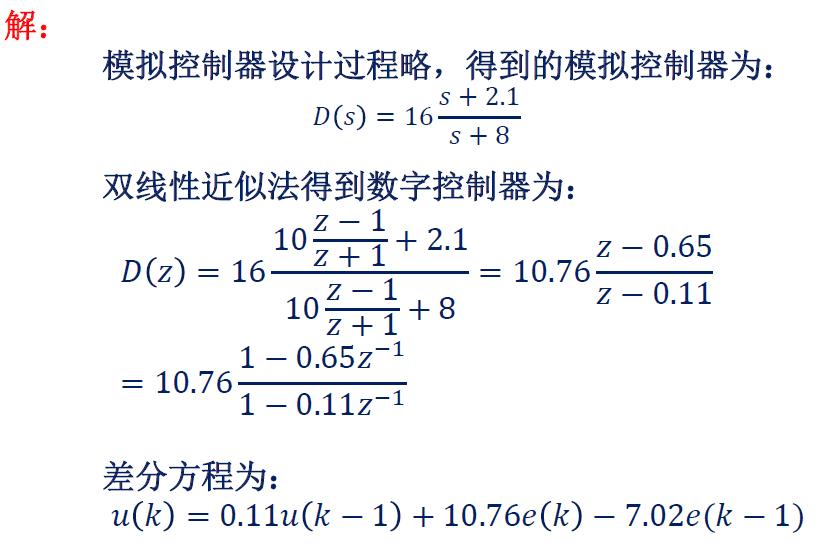 解：
模拟控制器设计过程略，得到的模拟控制器为：
D(s) = 16 \frac{s + 2.1}{s + 8}
双线性近似法得到数字控制器为：
D(z) = 16 \frac{10\frac{z − 1}{z + 1} + 2.1}{10\frac{z − 1}{z + 1} + 8} = 10.76 \frac{z − 0.65}{z − 0.11}
= 10.76 \frac{1 − 0.65z^{−1}}{1 − 0.11z^{−1}}
差分方程为：
u(k) = 0.11u(k − 1) + 10.76e(k) − 7.02e(k − 1)